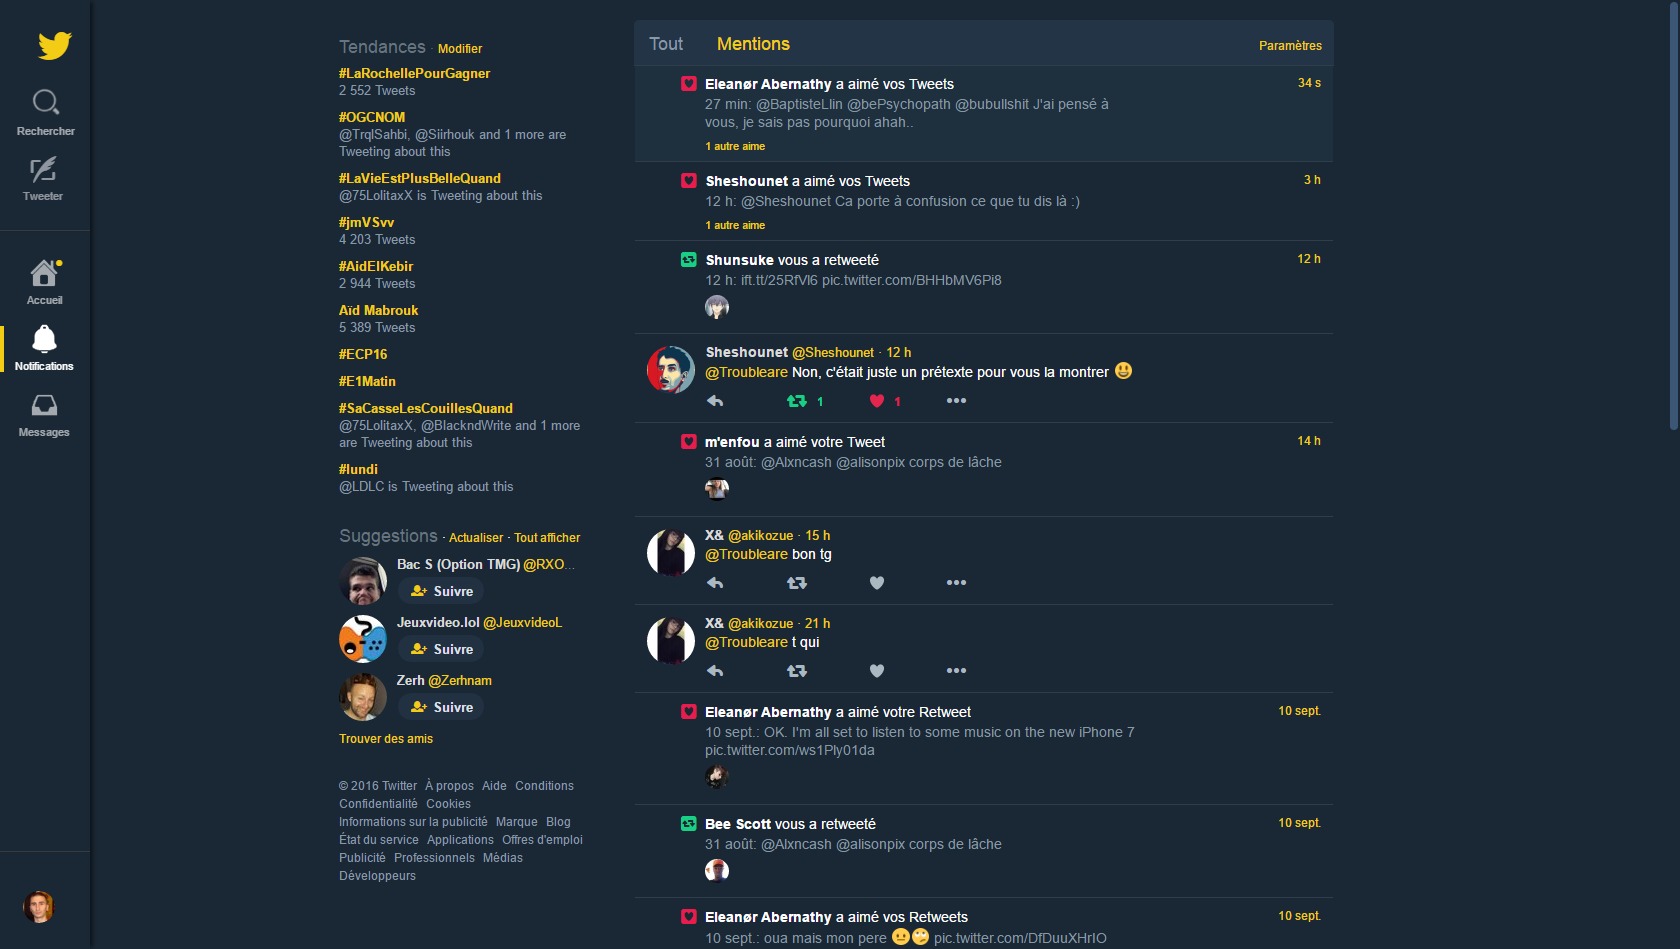 Rechercher
Tweeter
Accueil
Notifications
Messages
Tendances · Modifier
#LaRochellePourGagner
2 552 Tweets
#OGCNOM
@TrqlSahbi, @Siirhouk and 1 more are
Tweeting about this
#LaVieEstPlusBelleQuand
@75LolitaxX is Tweeting about this
#jmVSvv
4 203 Tweets
#AidElKebir
2 944 Tweets
Aïd Mabrouk
5 389 Tweets
#ECP16
#E1Matin
#SaCasseLesCouillesQuand
@75LolitaxX, @BlackndWrite and 1 more
are Tweeting about this
#lundi
@LDLC is Tweeting about this
Suggestions · Actualiser · Tout afficher
Bac S (Option TMG) @RXO...
Suivre
Jeuxvideo.lol @JeuxvideoL
Suivre
Zerh @Zerhnam
Suivre
Trouver des amis
© 2016 Twitter À propos Aide Conditions
Confidentialité Cookies
Informations sur la publicité Marque Blog
État du service Applications Offres d'emploi
Publicité Professionnels Médias
Développeurs
Tout Mentions Paramètres
Eleanør Abernathy a aimé vos Tweets 34 s
27 min: @BaptisteLlin @bePsychopath @bubullshit J'ai pensé à
vous, je sais pas pourquoi ahah..
1 autre aime
Sheshounet a aimé vos Tweets 3 h
12 h: @Sheshounet Ca porte à confusion ce que tu dis là :)
1 autre aime
Shunsuke vous a retweeté 12 h
12 h: ift.tt/25RfVl6 pic.twitter.com/BHHbMV6Pi8
Sheshounet @Sheshounet · 12 h
@Troubleare Non, c'était juste un prétexte pour vous la montrer 😃
1 1
m'enfou a aimé votre Tweet 14 h
31 août: @Alxncash @alisonpix corps de lâche
X& @akikozue · 15 h
@Troubleare bon tg
X& @akikozue · 21 h
@Troubleare t qui
Eleanør Abernathy a aimé votre Retweet 10 sept.
10 sept.: OK. I'm all set to listen to some music on the new iPhone 7
pic.twitter.com/ws1Ply01da
Bee Scott vous a retweeté 10 sept.
31 août: @Alxncash @alisonpix corps de lâche
Eleanør Abernathy a aimé vos Retweets 10 sept.
10 sept.: oua mais mon pere 😐🙄 pic.twitter.com/DfDuuXHrIO